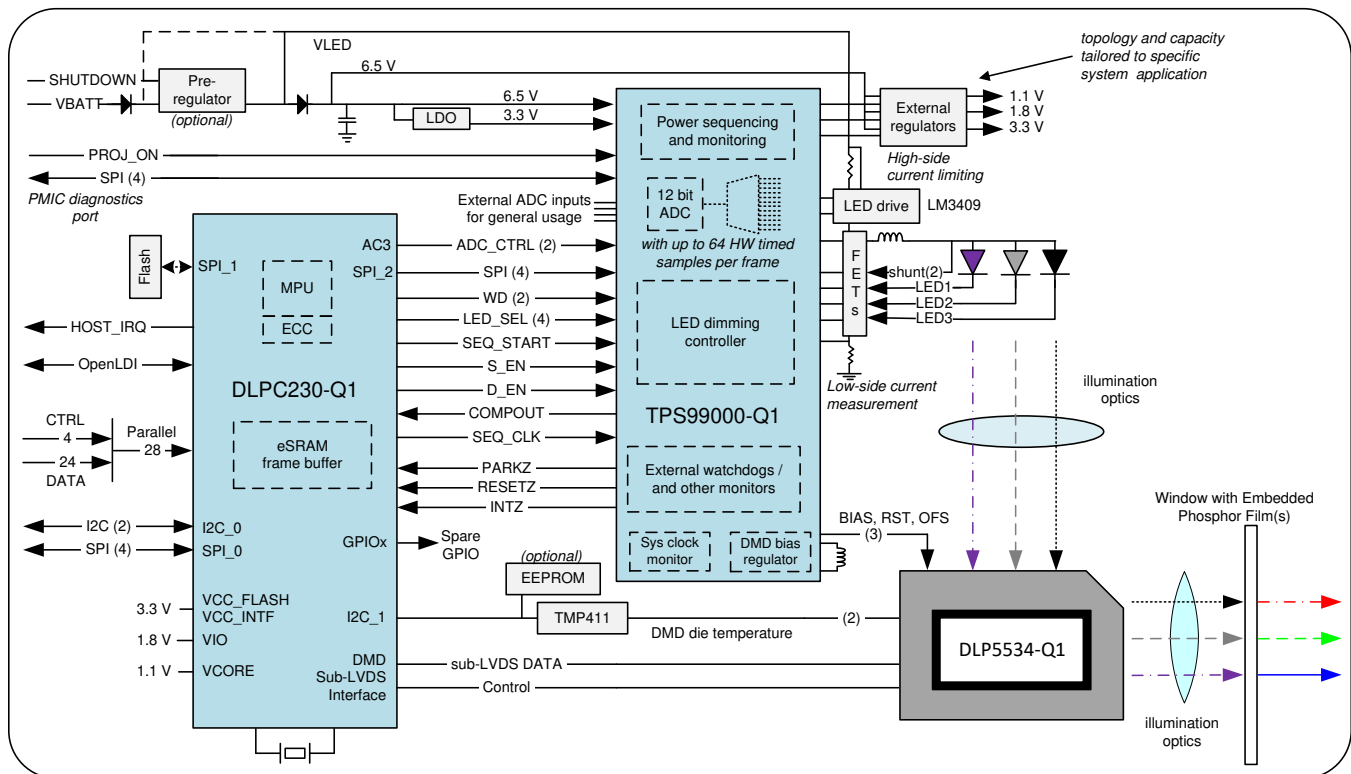 VLED
6.5 V
topology and capacity
tailored to specific
system application
SHUTDOWN
VBATT
Pre-
regulator
(optional)
LDO
6.5 V
3.3 V
Power sequencing
and monitoring
External
regulators
1.1 V
1.8 V
3.3 V
High-side
current limiting
PROJ_ON
SPI (4)
PMIC diagnostics
port
External ADC inputs
for general usage
12 bit
ADC
with up to 64 HW timed
samples per frame
LED drive
LM3409
Flash
SPI_1
MPU
ECC
AC3
SPI_2
ADC_CTRL (2)
SPI (4)
WD (2)
LED_SEL (4)
SEQ_START
S_EN
D_EN
COMPOUT
SEQ_CLK
PARKZ
RESETZ
INTZ
LED dimming
controller
F
E
T
s
shunt(2)
LED1
LED2
LED3
Low-side current
measurement
illumination
optics
HOST_IRQ
OpenLDI
DLPC230-Q1
TPS99000-Q1
CTRL
4
24
DATA
Parallel
28
eSRAM
frame buffer
External watchdogs /
and other monitors
I2C (2)
SPI (4)
I2C_0
SPI_0
GPIOx
Spare
GPIO
Sys clock
monitor
DMD bias
regulator
BIAS, RST, OFS
(3)
Window with Embedded
Phosphor Film(s)
(optional)
EEPROM
3.3 V
1.8 V
1.1 V
VCC_FLASH
VCC_INTF
VIO
VCORE
I2C_1
TMP411
DMD die temperature
(2)
DMD
Sub-LVDS
Interface
sub-LVDS DATA
Control
DLP5534-Q1
illumination
optics